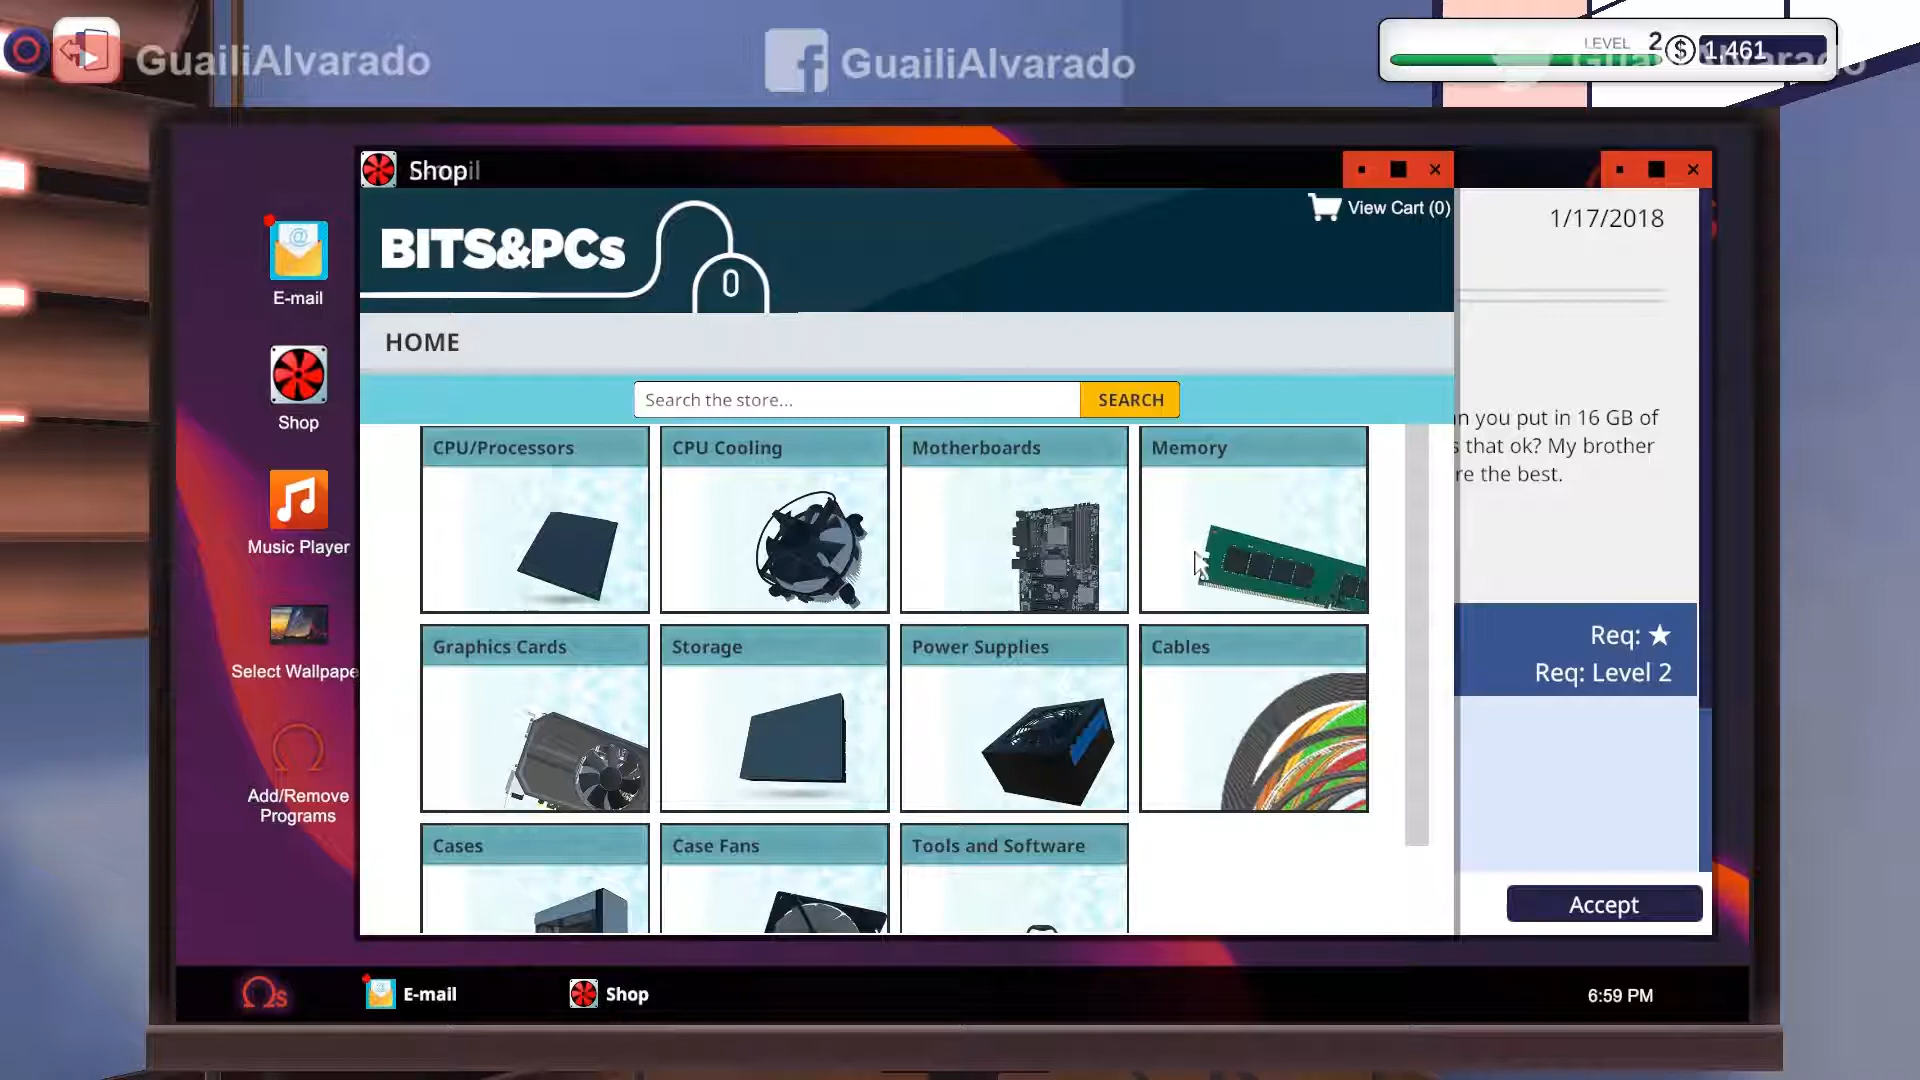 GuailiAlvarado
GuailiAlvarado
LEVEL 2
$ 1,461
Shop
View Cart (0)
BITS&PCs
HOME
Search the store...
SEARCH
CPU/Processors
CPU Cooling
Motherboards
Memory
Graphics Cards
Storage
Power Supplies
Cables
Cases
Case Fans
Tools and Software
1/17/2018
you put in 16 GB of
that ok? My brother
re the best.
Req: ★
Req: Level 2
Accept
E-mail
Shop
Music Player
Select Wallpape
Add/Remove
Programs
E-mail
Shop
6:59 PM